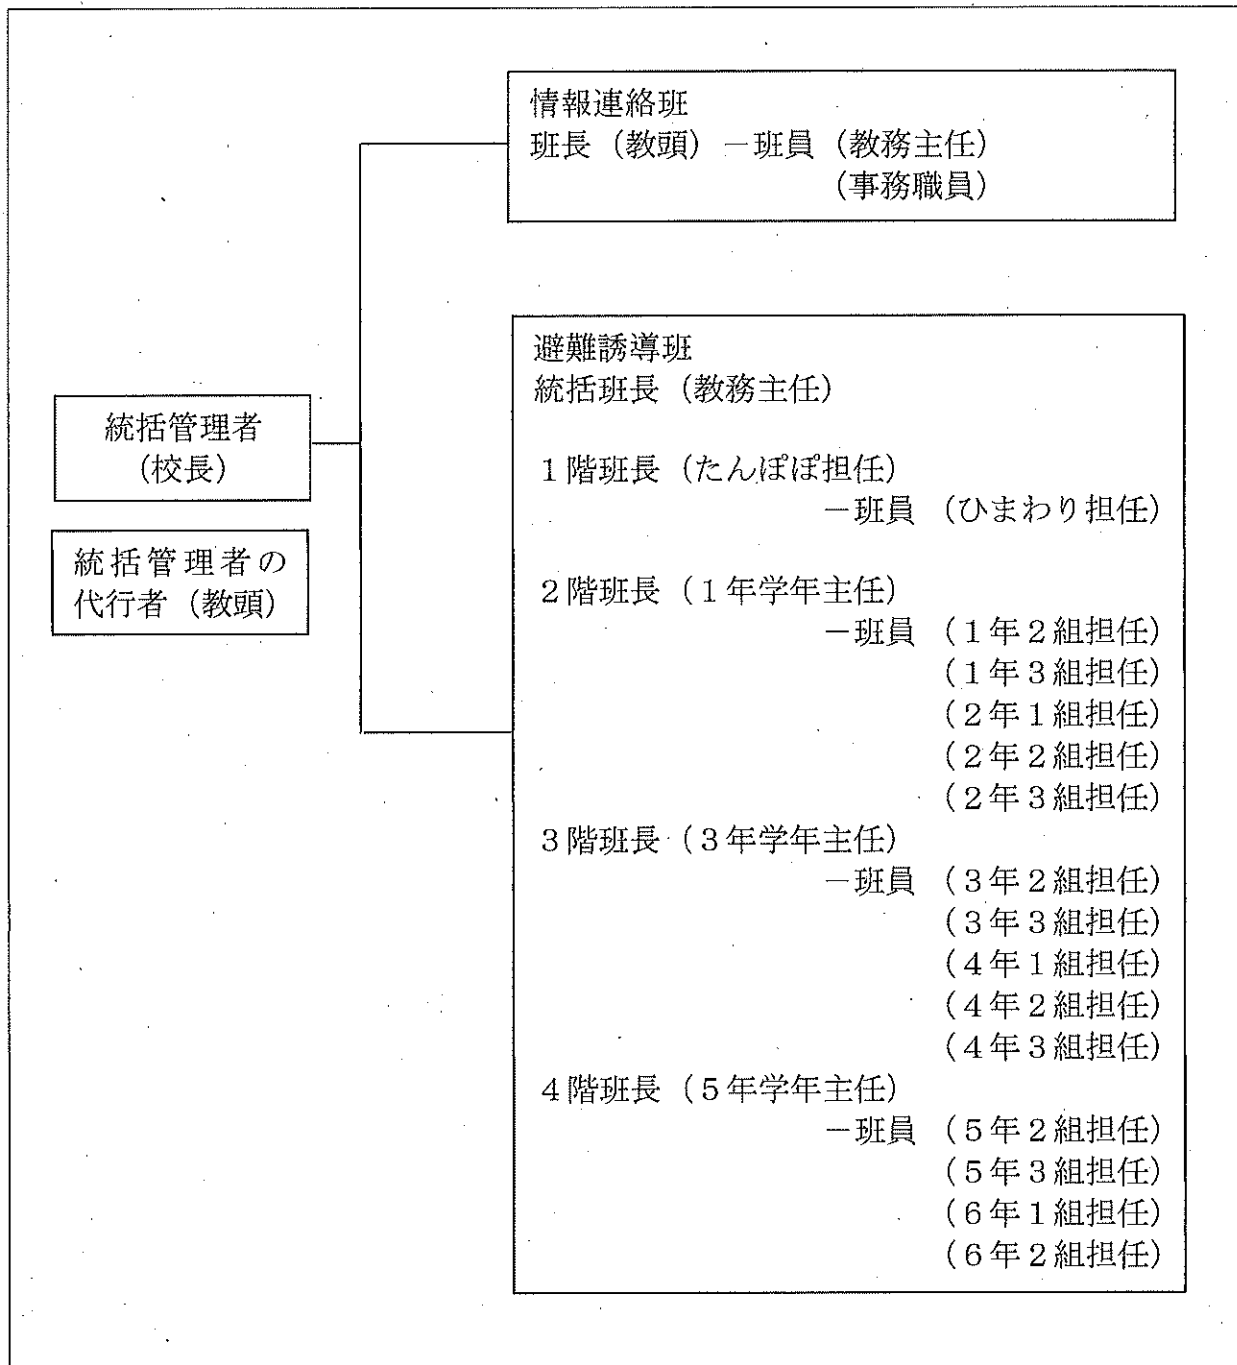 情報連絡班
班長（教頭）－班員（教務主任）
（事務職員）
統括管理者
（校長）
統括管理者の
代行者（教頭）
避難誘導班
統括班長（教務主任）
１階班長（たんぽぽ担任）
－班員（ひまわり担任）
２階班長（１年学年主任）
－班員（１年２組担任）
（１年３組担任）
（２年１組担任）
（２年２組担任）
（２年３組担任）
３階班長（３年学年主任）
－班員（３年２組担任）
（３年３組担任）
（４年１組担任）
（４年２組担任）
（４年３組担任）
４階班長（５年学年主任）
－班員（５年２組担任）
（５年３組担任）
（６年１組担任）
（６年２組担任）